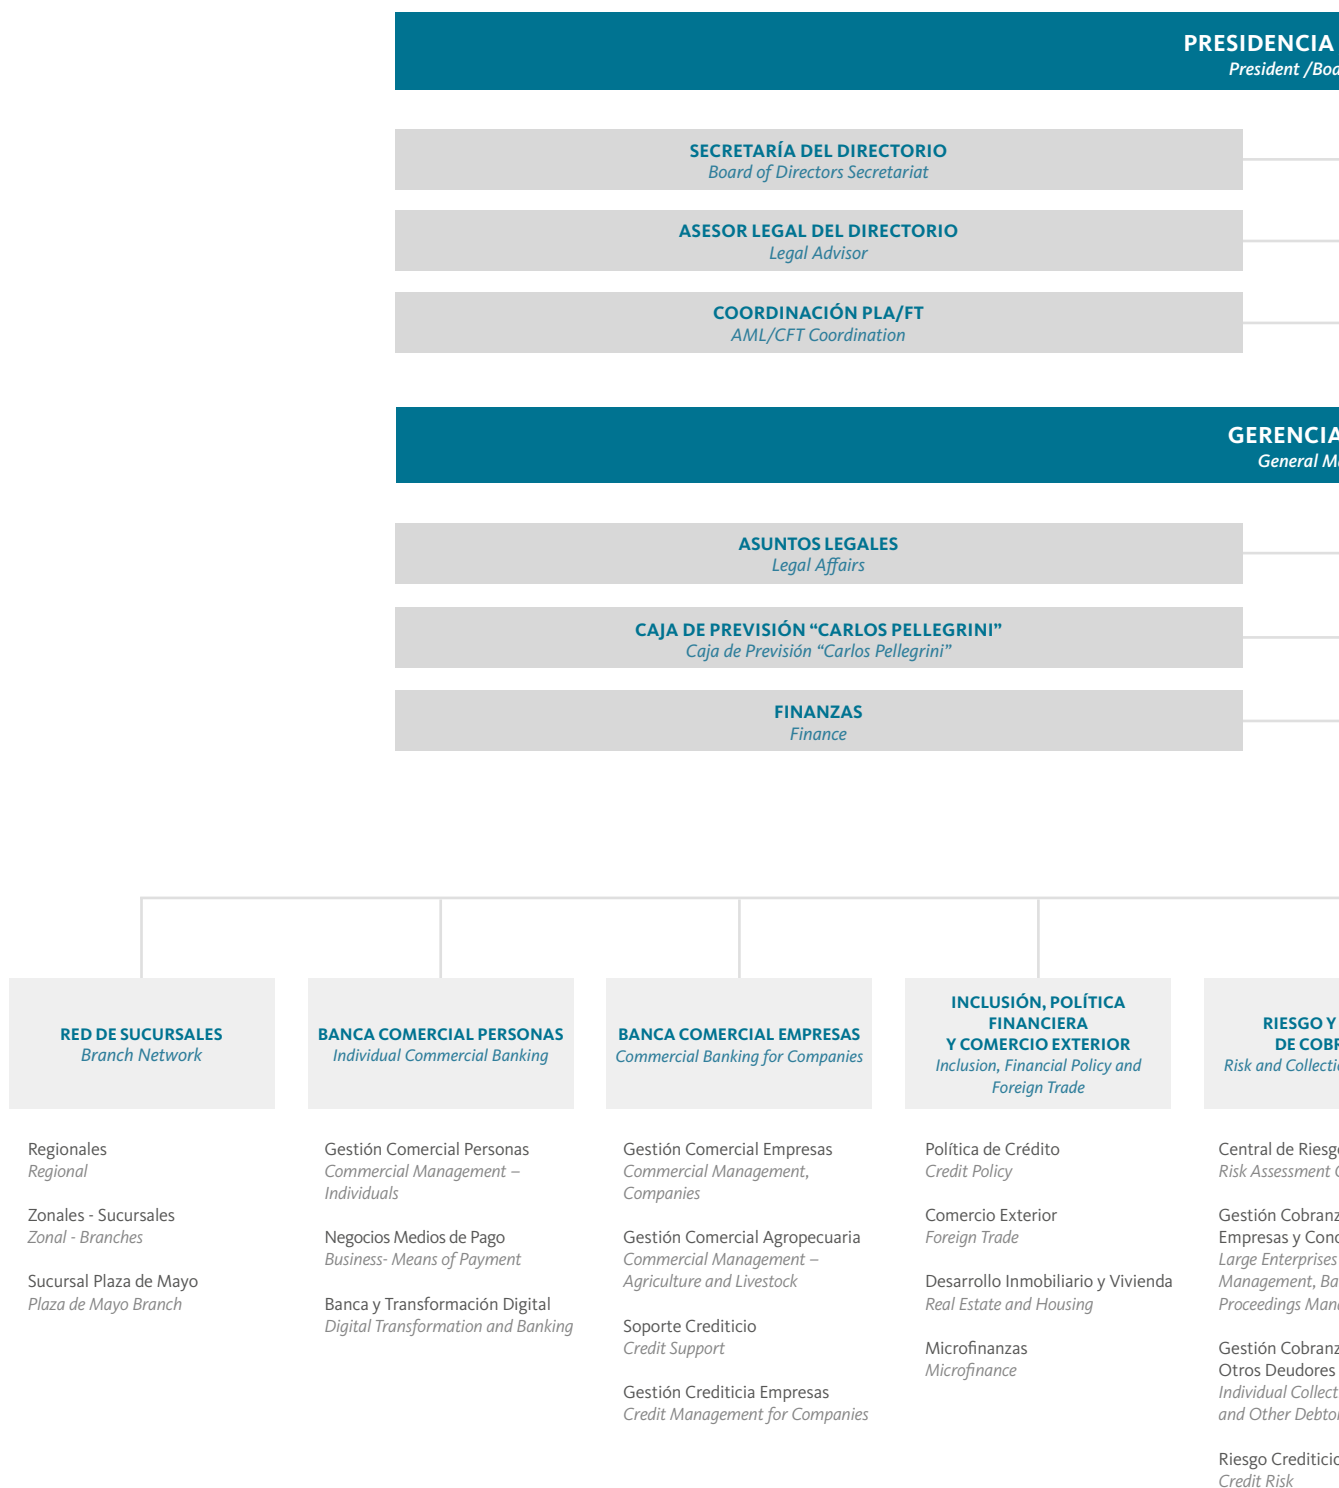 PRESIDENCIA
President /Boa
SECRETARÍA DEL DIRECTORIO
Board of Directors Secretariat
ASESOR LEGAL DEL DIRECTORIO
Legal Advisor
COORDINACIÓN PLA/FT
AML/CFT Coordination
GERENCIA
General M
ASUNTOS LEGALES
Legal Affairs
CAJA DE PREVISIÓN “CARLOS PELLEGRINI”
Caja de Previsión “Carlos Pellegrini”
FINANZAS
Finance
RED DE SUCURSALES
Branch Network
Regionales
Regional
Zonales - Sucursales
Zonal - Branches
Sucursal Plaza de Mayo
Plaza de Mayo Branch
BANCA COMERCIAL PERSONAS
Individual Commercial Banking
Gestión Comercial Personas
Commercial Management –
Individuals
Negocios Medios de Pago
Business- Means of Payment
Banca y Transformación Digital
Digital Transformation and Banking
BANCA COMERCIAL EMPRESAS
Commercial Banking for Companies
Gestión Comercial Empresas
Commercial Management,
Companies
Gestión Comercial Agropecuaria
Commercial Management –
Agriculture and Livestock
Soporte Crediticio
Credit Support
Gestión Crediticia Empresas
Credit Management for Companies
INCLUSIÓN, POLÍTICA
FINANCIERA
Y COMERCIO EXTERIOR
Inclusion, Financial Policy and
Foreign Trade
Política de Crédito
Credit Policy
Comercio Exterior
Foreign Trade
Desarrollo Inmobiliario y Vivienda
Real Estate and Housing
Microfinanzas
Microfinance
RIESGO Y
DE COBR
Risk and Collecti
Central de Riesg
Risk Assessment
Gestión Cobranz
Empresas y Conc
Large Enterprises
Management, Ba
Proceedings Man
Gestión Cobranz
Otros Deudores
Individual Collect
and Other Debto
Riesgo Crediticio
Credit Risk